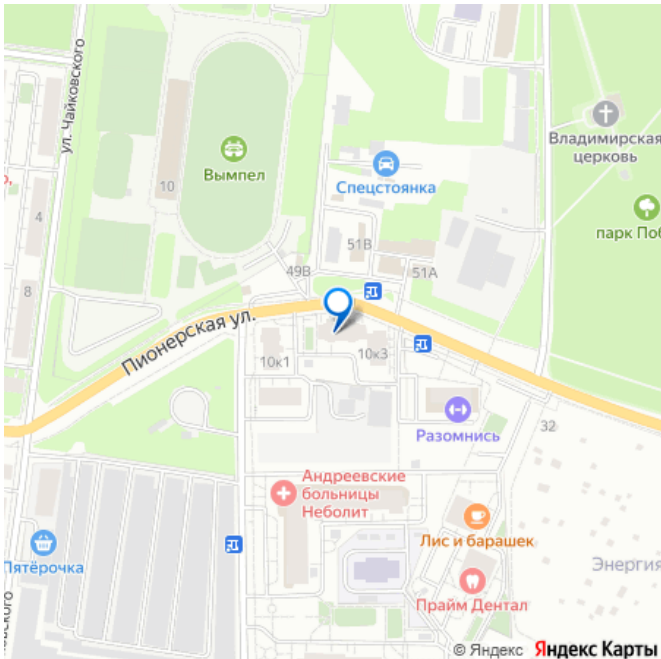 ул. Чайковского
Вымпел
10
Владимирская
церковь
Спецстоянка
парк Поб
о,
4
51В
49В
51А
8
Пионерская ул.
10к1
10к3
Разомнись
32
Андреевские
больницы
Неболит
Лис и барашек
Пятёрочка
Энергия
Прайм Дентал
овского
© Яндекс
Яндекс Карты